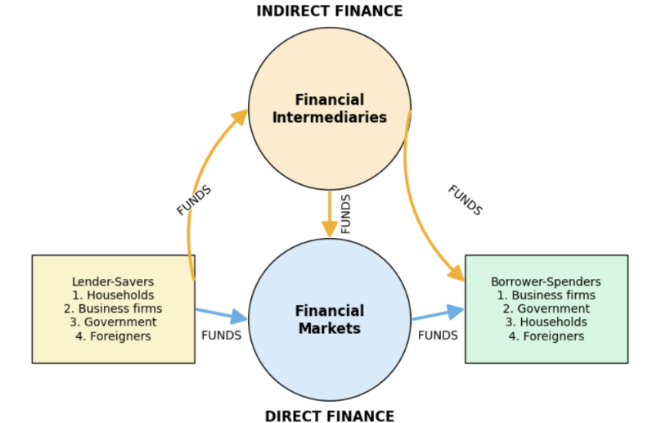 INDIRECT FINANCE
Financial
Intermediaries
FUNDS
FUNDS
FUNDS
Lender-Savers
1. Households
2. Business firms
3. Government
4. Foreigners
Financial
Markets
Borrower-Spenders
1. Business firms
2. Government
3. Households
4. Foreigners
FUNDS
FUNDS
DIRECT FINANCE